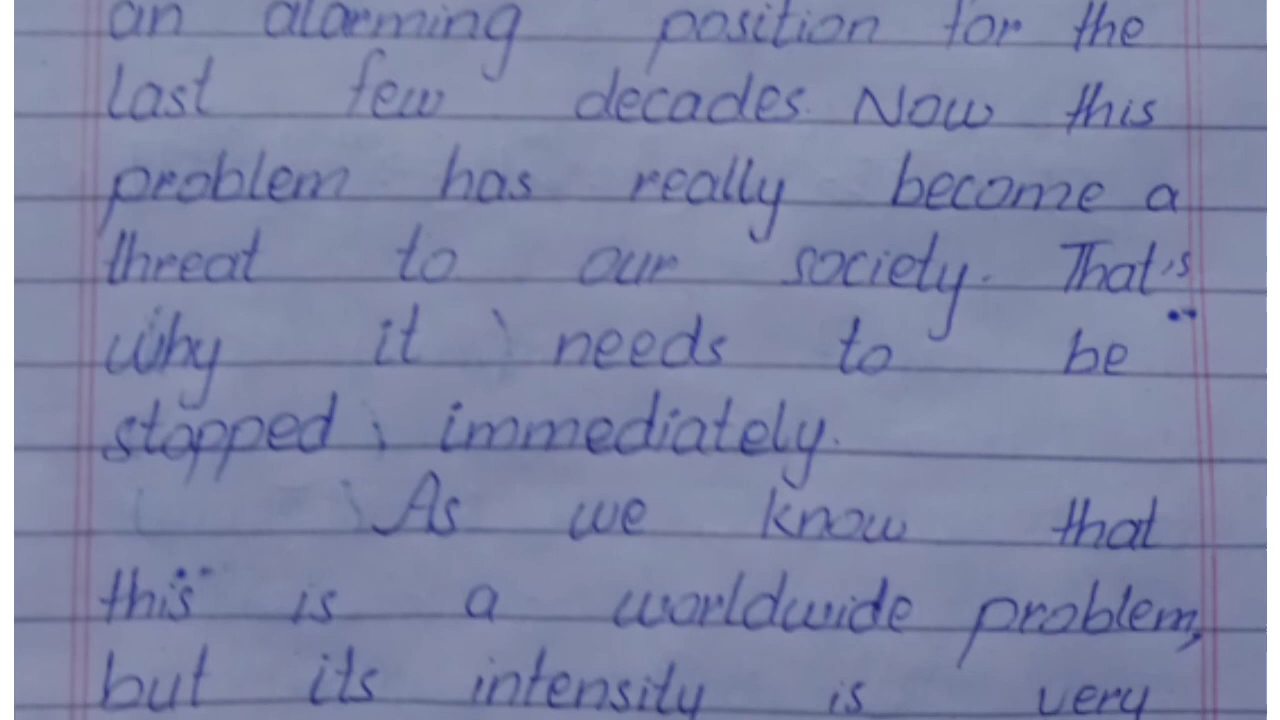 an alarming position for the
last few decades. Now this
problem has really become a
threat to our society. That's
why it needs to be
stopped immediately.
As we know that
this is a worldwide problem,
but its intensity is very